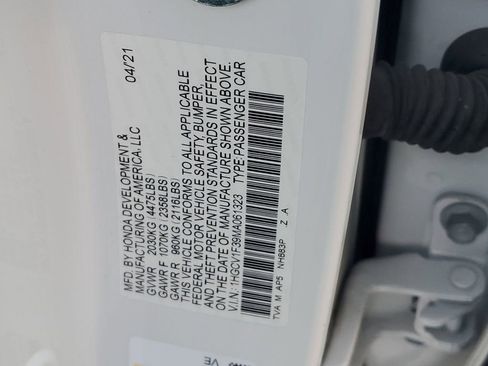 MFD. BY HONDA DEVELOPMENT & 04/21
MANUFACTURING OF AMERICA, LLC
GVWR 2030KG (4475LBS)
GAWR F 1070KG (2358LBS)
GAWR R 960KG (2116LBS)
THIS VEHICLE CONFORMS TO ALL APPLICABLE
FEDERAL MOTOR VEHICLE SAFETY, BUMPER,
AND THEFT PREVENTION STANDARDS IN EFFECT
ON THE DATE OF MANUFACTURE SHOWN ABOVE.
V.I.N.: 1HGCV1F39MA061323 TYPE:PASSENGER CAR
TVA M AP5 NH883P Z A
VE